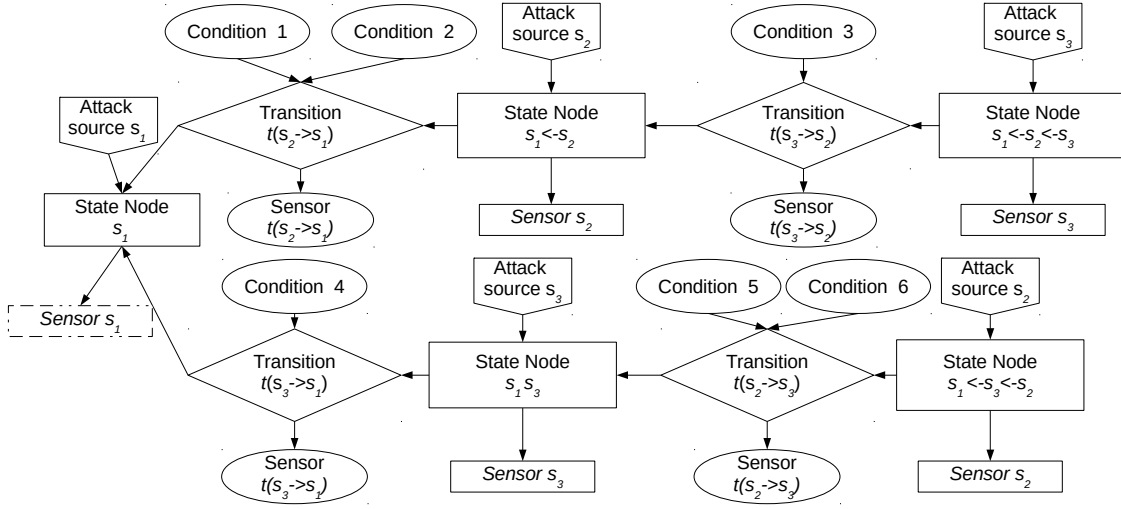 Condition 1
Condition 2
Attack
source s2
Condition 3
Attack
source s3
Attack
source s1
Transition
t(s2->s1)
State Node
s1<-s2
Transition
t(s3->s2)
State Node
s1<-s2<-s3
State Node
s1
Sensor
t(s2->s1)
Sensor s2
Sensor
t(s3->s2)
Sensor s3
Sensor s1
Condition 4
Attack
source s3
Condition 5
Condition 6
Attack
source s2
Transition
t(s3->s1)
State Node
s1 s3
Transition
t(s2->s3)
State Node
s1<-s3<-s2
Sensor
t(s3->s1)
Sensor s3
Sensor
t(s2->s3)
Sensor s2